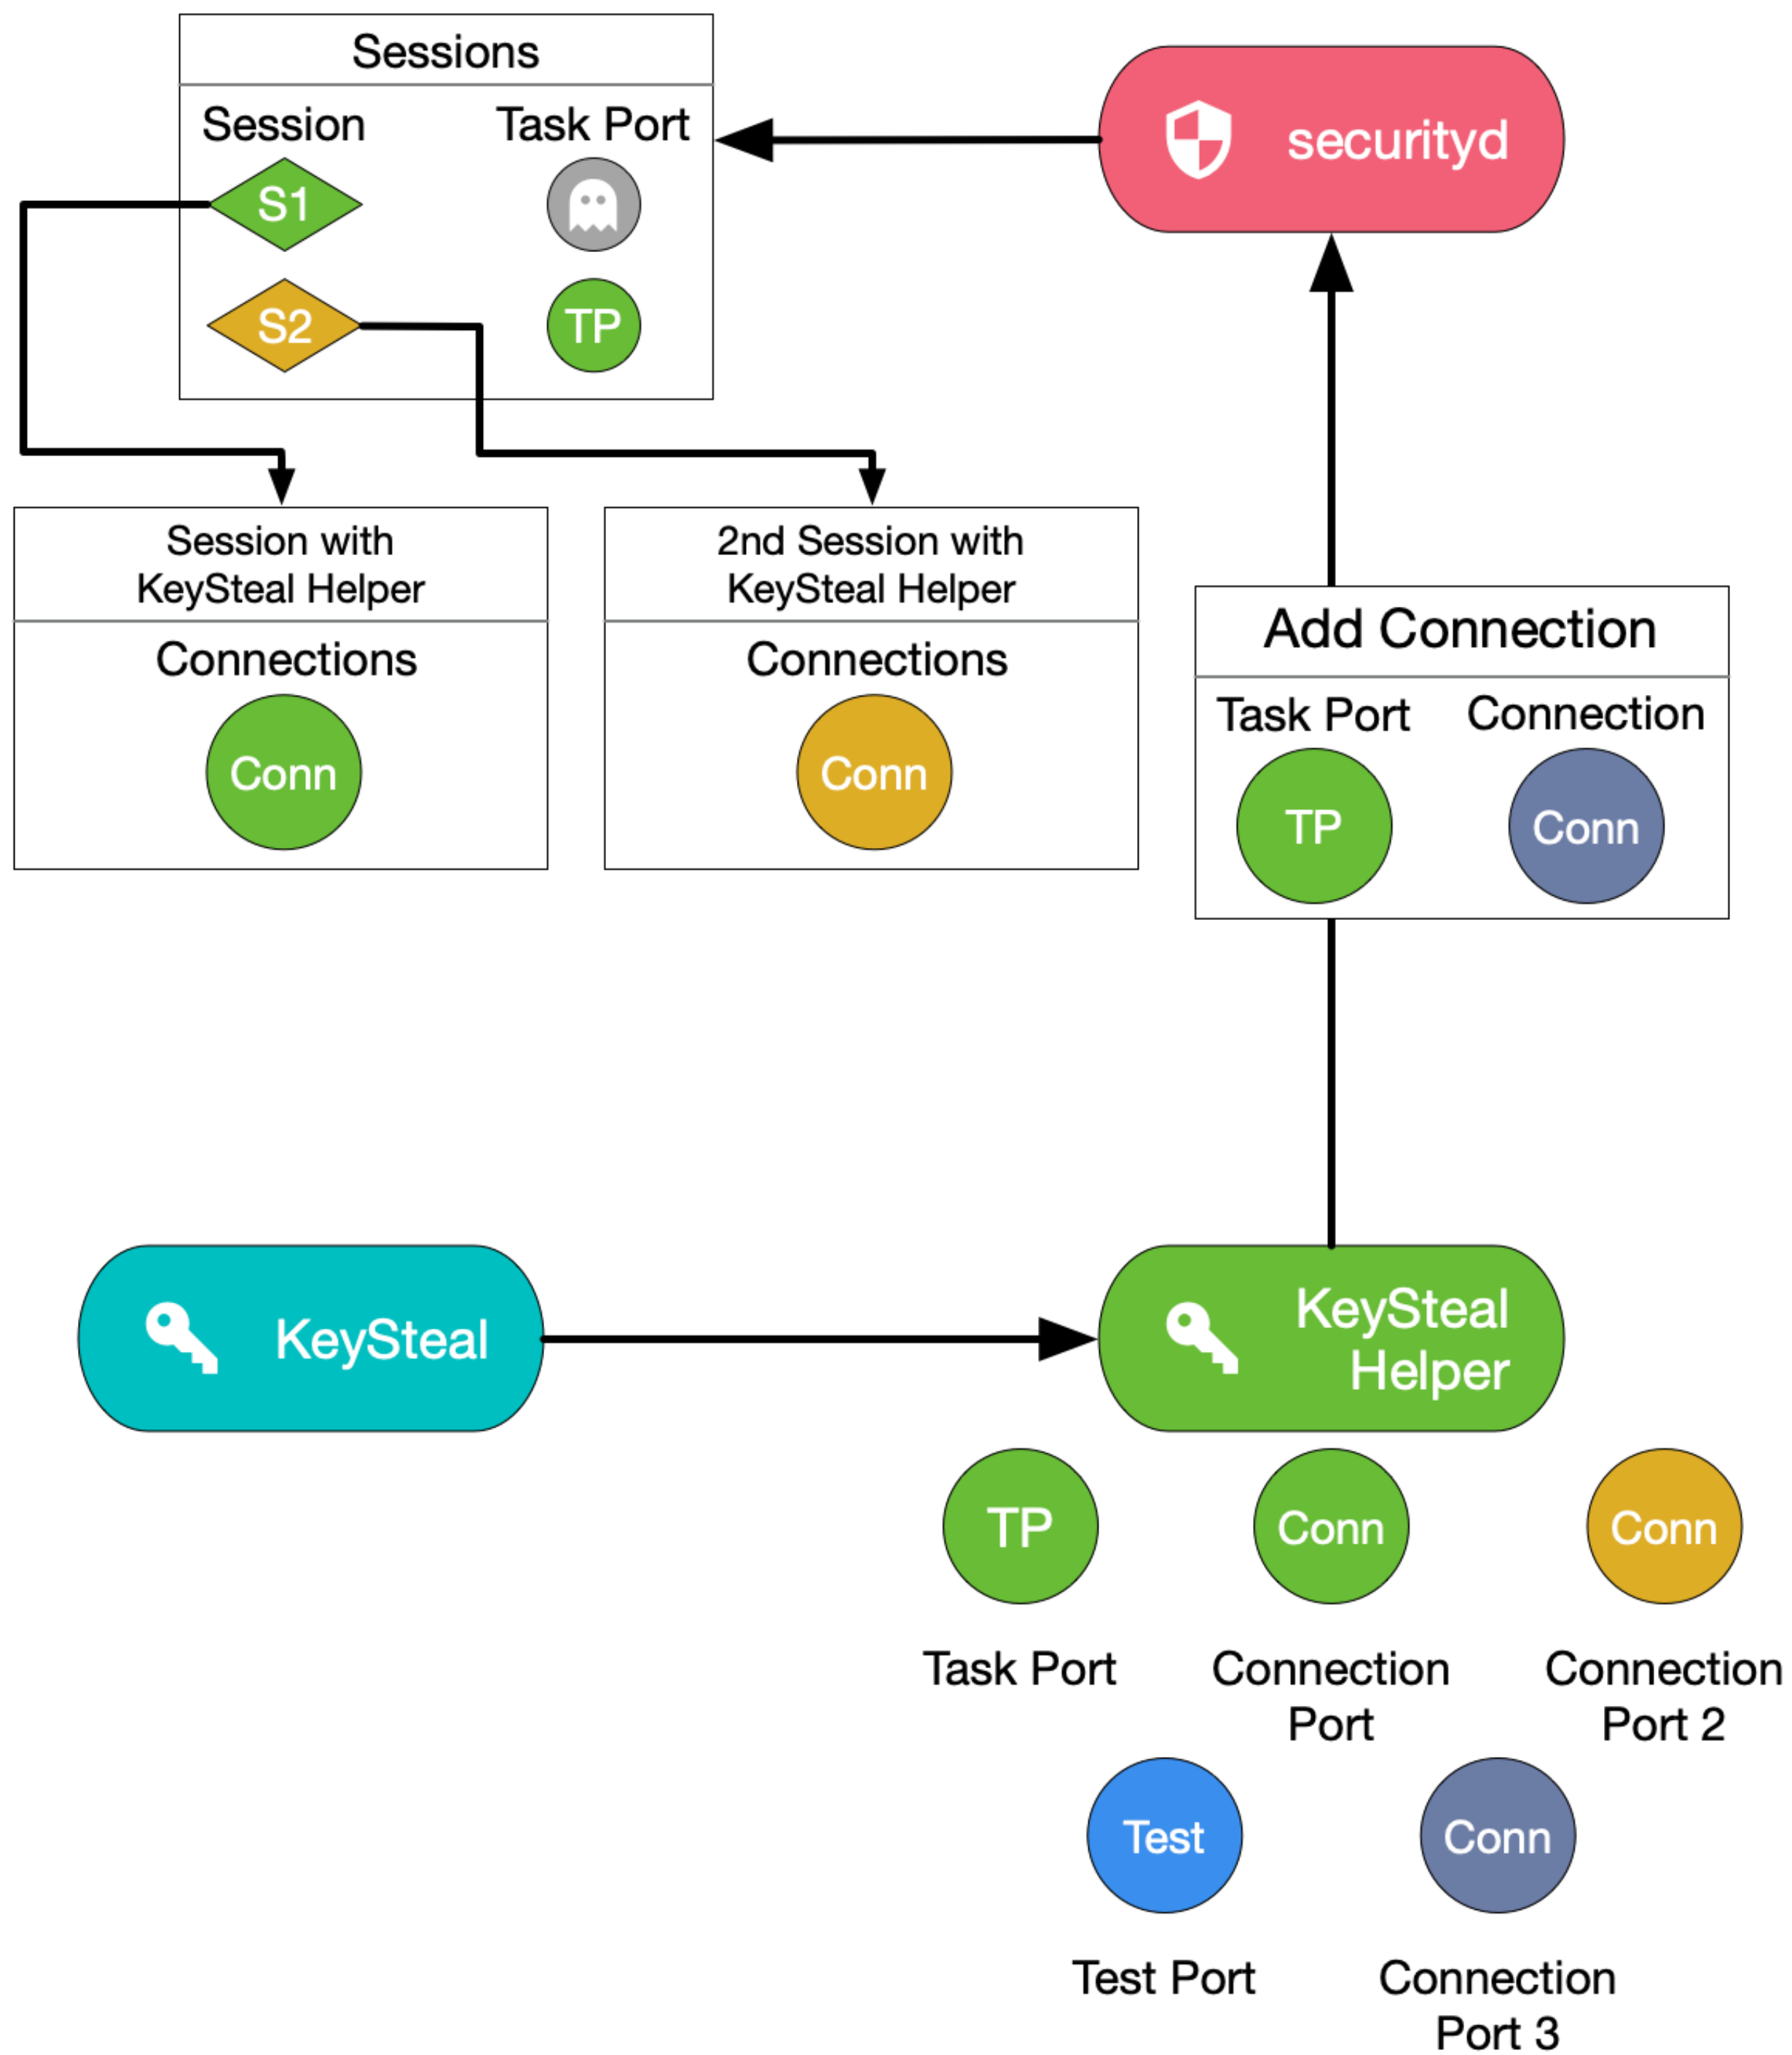 Sessions
Session
Task Port
S1
S2
TP
securityd
Session with
KeySteal Helper
Connections
Conn
2nd Session with
KeySteal Helper
Connections
Conn
Add Connection
Task Port
Connection
TP
Conn
KeySteal
KeySteal
Helper
TP
Task Port
Conn
Connection
Port
Conn
Connection
Port 2
Test
Test Port
Conn
Connection
Port 3